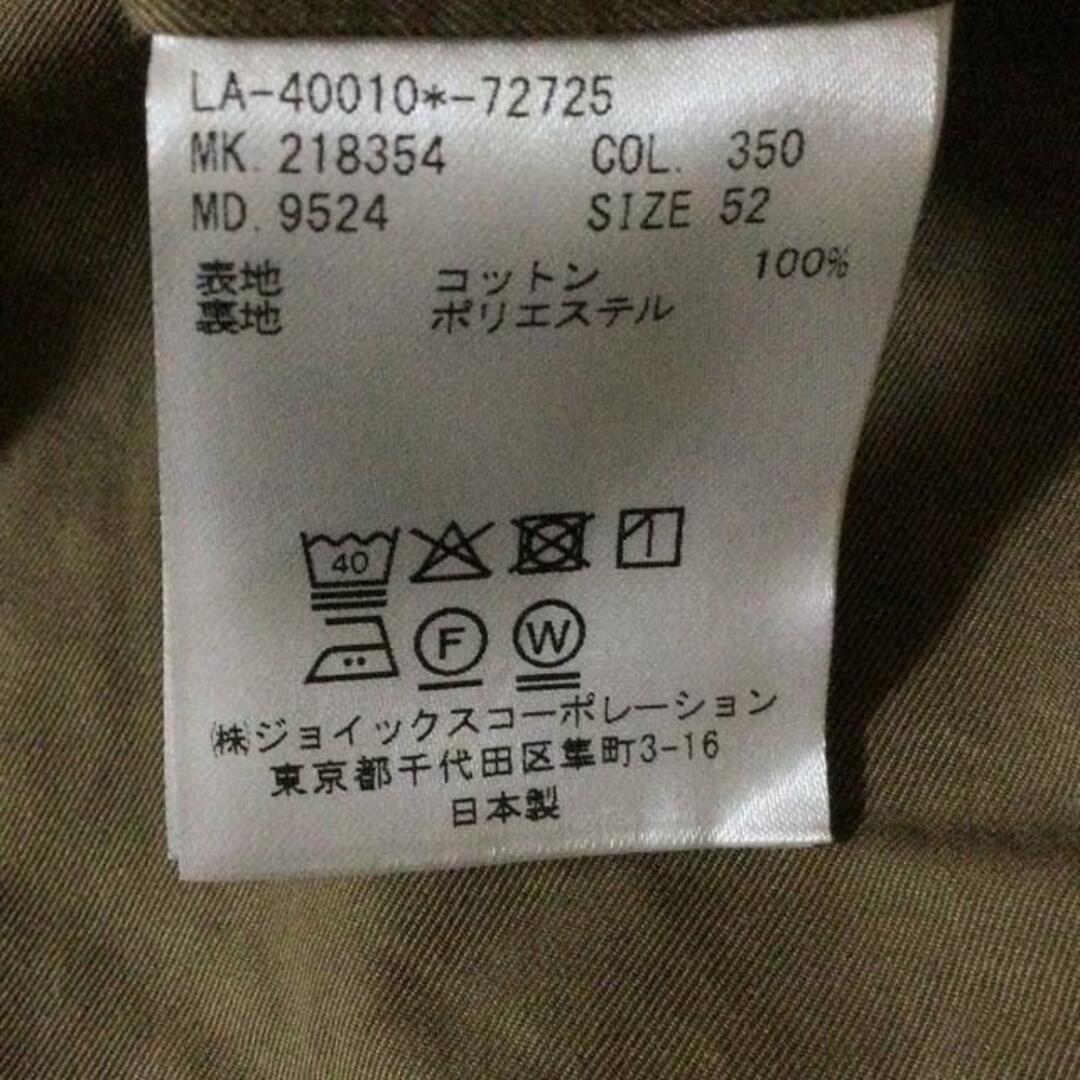 LA-40010*-72725
MK. 218354 COL. 350
MD. 9524 SIZE 52
表地 コットン 100%
裏地 ポリエステル
40
F W
㈱ジョイックスコーポレーション
東京都千代田区隼町3-16
日本製